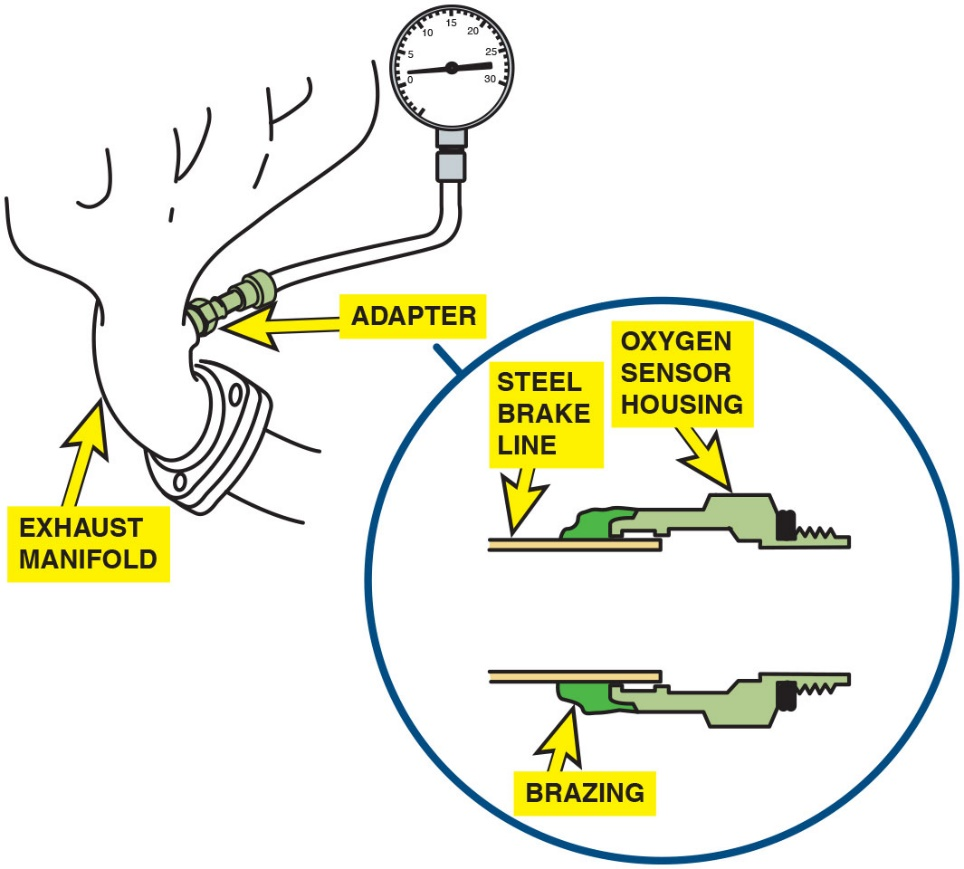 15
10
20
5
25
0
30
ADAPTER
OXYGEN
SENSOR
HOUSING
STEEL
BRAKE
LINE
EXHAUST
MANIFOLD
BRAZING